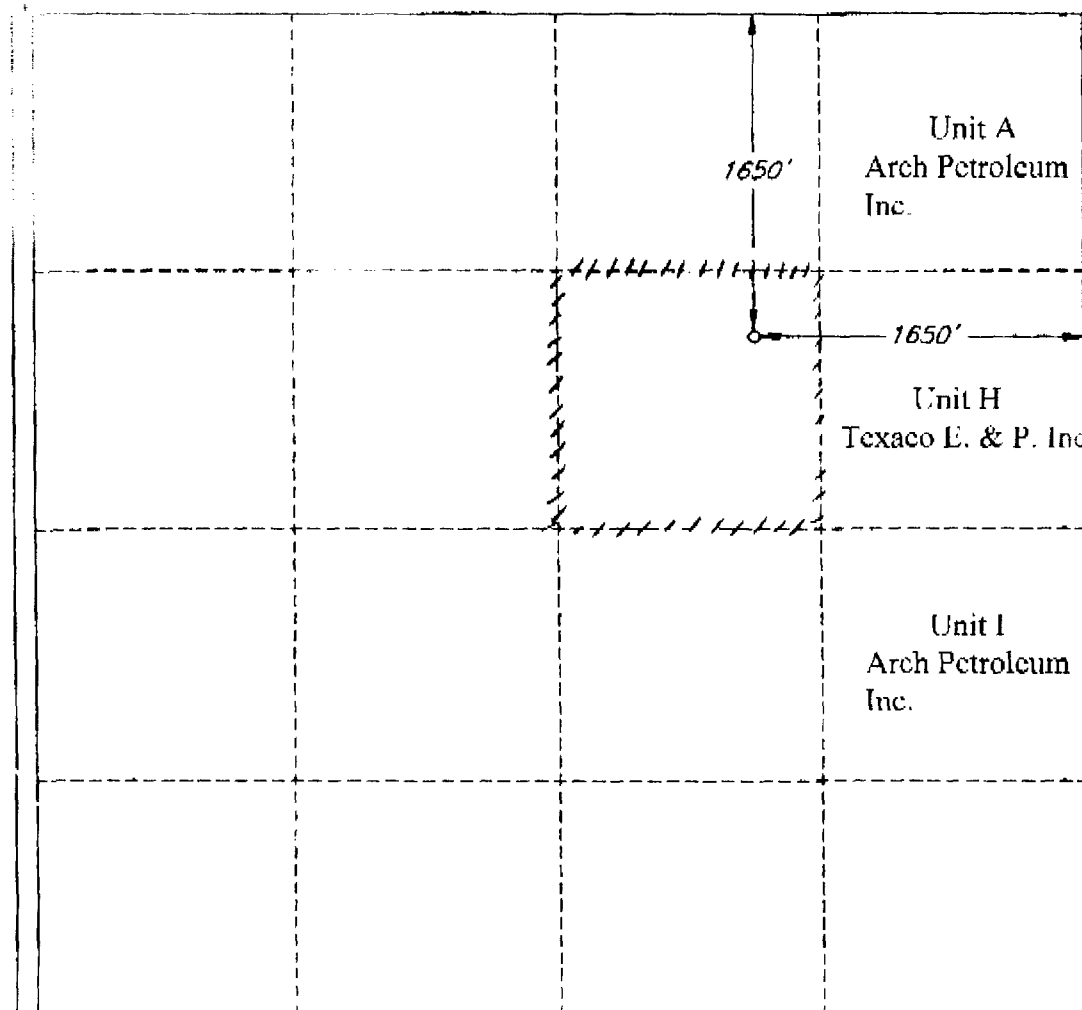 Unit A
Arch Petroleum
Inc.
1650'
1650'
Unit H
Texaco E. & P. Inc
Unit I
Arch Petroleum
Inc.